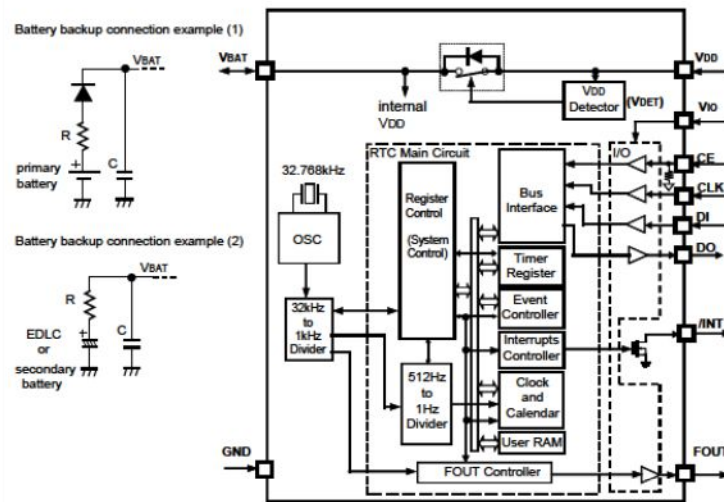 Battery backup connection example (1)
VBAT
R
+
primary
battery
C
Battery backup connection example (2)
VBAT
R
+
EDLC
or
secondary
battery
C
VBAT
internal
VDD
VDD
Detector
(VDET)
VDD
VIO
CE
CLK
DI
DO
/INT
FOUT
GND
I/O
RTC Main Circuit
32.768kHz
OSC
32kHz
to
1kHz
Divider
Register
Control
(System
Control)
512Hz
to
1Hz
Divider
Bus
Interface
Timer
Register
Event
Controller
Interrupts
Controller
Clock
and
Calendar
User RAM
FOUT Controller